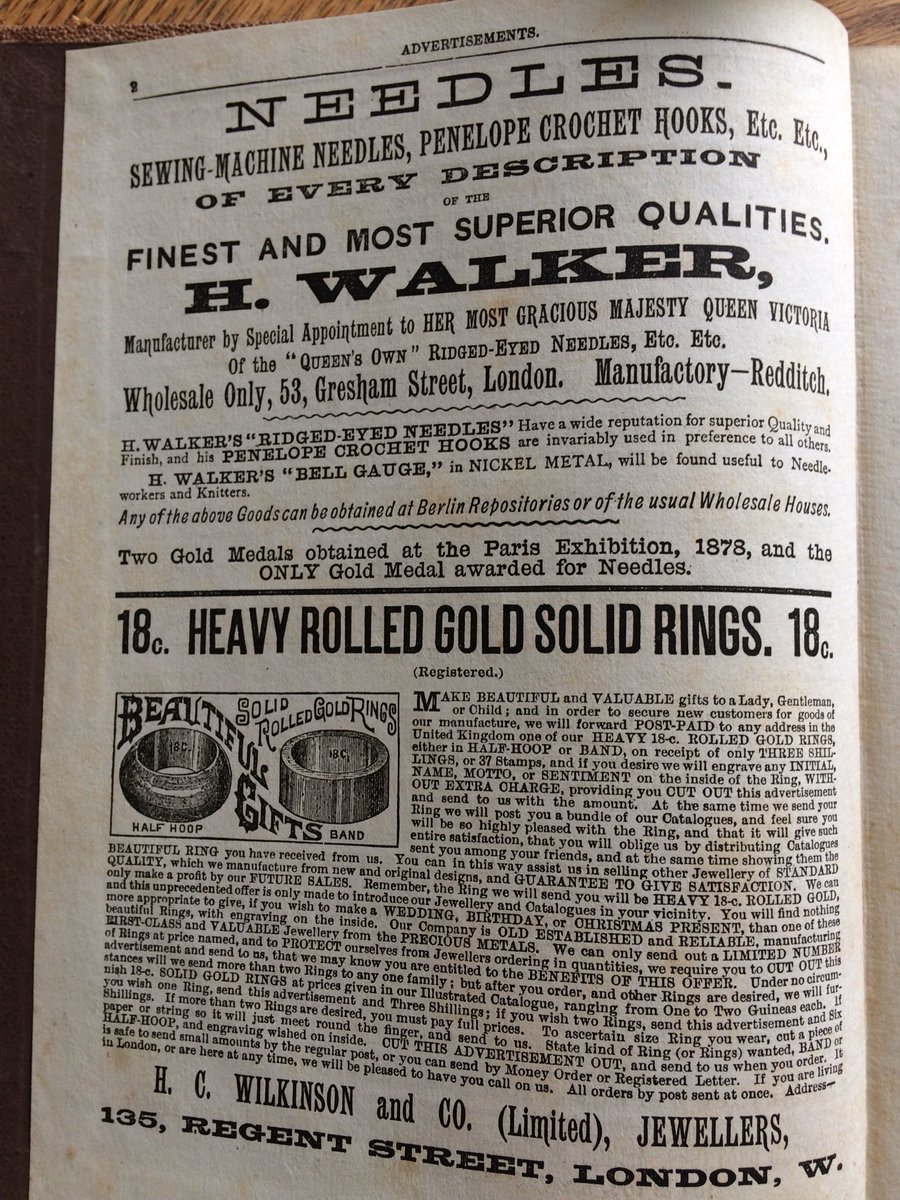 2
ADVERTISEMENTS.
NEEDLES.
SEWING-MACHINE NEEDLES, PENELOPE CROCHET HOOKS, Etc. Etc.,
OF EVERY DESCRIPTION
OF THE
FINEST AND MOST SUPERIOR QUALITIES.
H. WALKER,
Manufacturer by Special Appointment to HER MOST GRACIOUS MAJESTY QUEEN VICTORIA
Of the "QUEEN'S OWN" RIDGED-EYED NEEDLES, Etc. Etc.
Wholesale Only, 53, Gresham Street, London. Manufactory—Redditch.
H. WALKER'S "RIDGED-EYED NEEDLES" Have a wide reputation for superior Quality and
Finish, and his PENELOPE CROCHET HOOKS are invariably used in preference to all others.
H. WALKER'S "BELL GAUGE," in NICKEL METAL, will be found useful to Needle-
workers and Knitters.
Any of the above Goods can be obtained at Berlin Repositories or of the usual Wholesale Houses.
Two Gold Medals obtained at the Paris Exhibition, 1878, and the
ONLY Gold Medal awarded for Needles.
18c. HEAVY ROLLED GOLD SOLID RINGS. 18c.
(Registered.)
BEAUTIFUL GIFTS
SOLID
ROLLED GOLD RINGS
18C.
18C.
HALF HOOP
BAND
MAKE BEAUTIFUL and VALUABLE gifts to a Lady, Gentleman,
or Child; and in order to secure new customers for goods of
our manufacture, we will forward POST-PAID to any address in the
United Kingdom one of our HEAVY 18-c. ROLLED GOLD RINGS,
either in HALF-HOOP or BAND, on receipt of only THREE SHIL-
LINGS, or 37 Stamps, and if you desire we will engrave any INITIAL,
NAME, MOTTO, or SENTIMENT on the inside of the Ring, WITH-
OUT EXTRA CHARGE, providing you CUT OUT this advertisement
and send to us with the amount. At the same time we send your
Ring we will post you a bundle of our Catalogues, and feel sure you
will be so highly pleased with the Ring, and that it will give such
entire satisfaction, that you will oblige us by distributing Catalogues
sent you among your friends, and at the same time showing them the
BEAUTIFUL RING you have received from us. You can in this way assist us in selling other Jewellery of STANDARD
QUALITY, which we manufacture from new and original designs, and GUARANTEE TO GIVE SATISFACTION. We can
only make a profit by our FUTURE SALES. Remember, the Ring we will send you will be HEAVY 18-c. ROLLED GOLD,
and this unprecedented offer is only made to introduce our Jewellery and Catalogues in your vicinity. You will find nothing
more appropriate to give, if you wish to make a WEDDING, BIRTHDAY, or CHRISTMAS PRESENT, than one of these
beautiful Rings, with engraving on the inside. Our Company is OLD ESTABLISHED and RELIABLE, manufacturing
FIRST-CLASS and VALUABLE Jewellery from the PRECIOUS METALS. We can only send out a LIMITED NUMBER
of Rings at price named, and to PROTECT ourselves from Jewellers ordering in quantities, we require you to CUT OUT this
advertisement and send to us, that we may know you are entitled to the BENEFITS OF THIS OFFER. Under no circum-
stances will we send more than two Rings to any one family; but after you order, and other Rings are desired, we will fur-
nish 18-c. SOLID GOLD RINGS at prices given in our Illustrated Catalogue, ranging from One to Two Guineas each. If
you wish one Ring, send this advertisement and Three Shillings; if you wish two Rings, send this advertisement and Six
Shillings. If more than two Rings are desired, you must pay full prices. To ascertain size Ring you wear, cut a piece of
paper or string so it will just meet round the finger, and send to us. State kind of Ring (or Rings) wanted, BAND or
HALF-HOOP, and engraving wished on inside. CUT THIS ADVERTISEMENT OUT, and send to us when you order. It
is safe to send small amounts by the regular post, or you can send by Money Order or Registered Letter. If you are living
in London, or are here at any time, we will be pleased to have you call on us. All orders by post sent at once. Address—
H. C. WILKINSON and CO. (Limited), JEWELLERS,
135, REGENT STREET, LONDON, W.